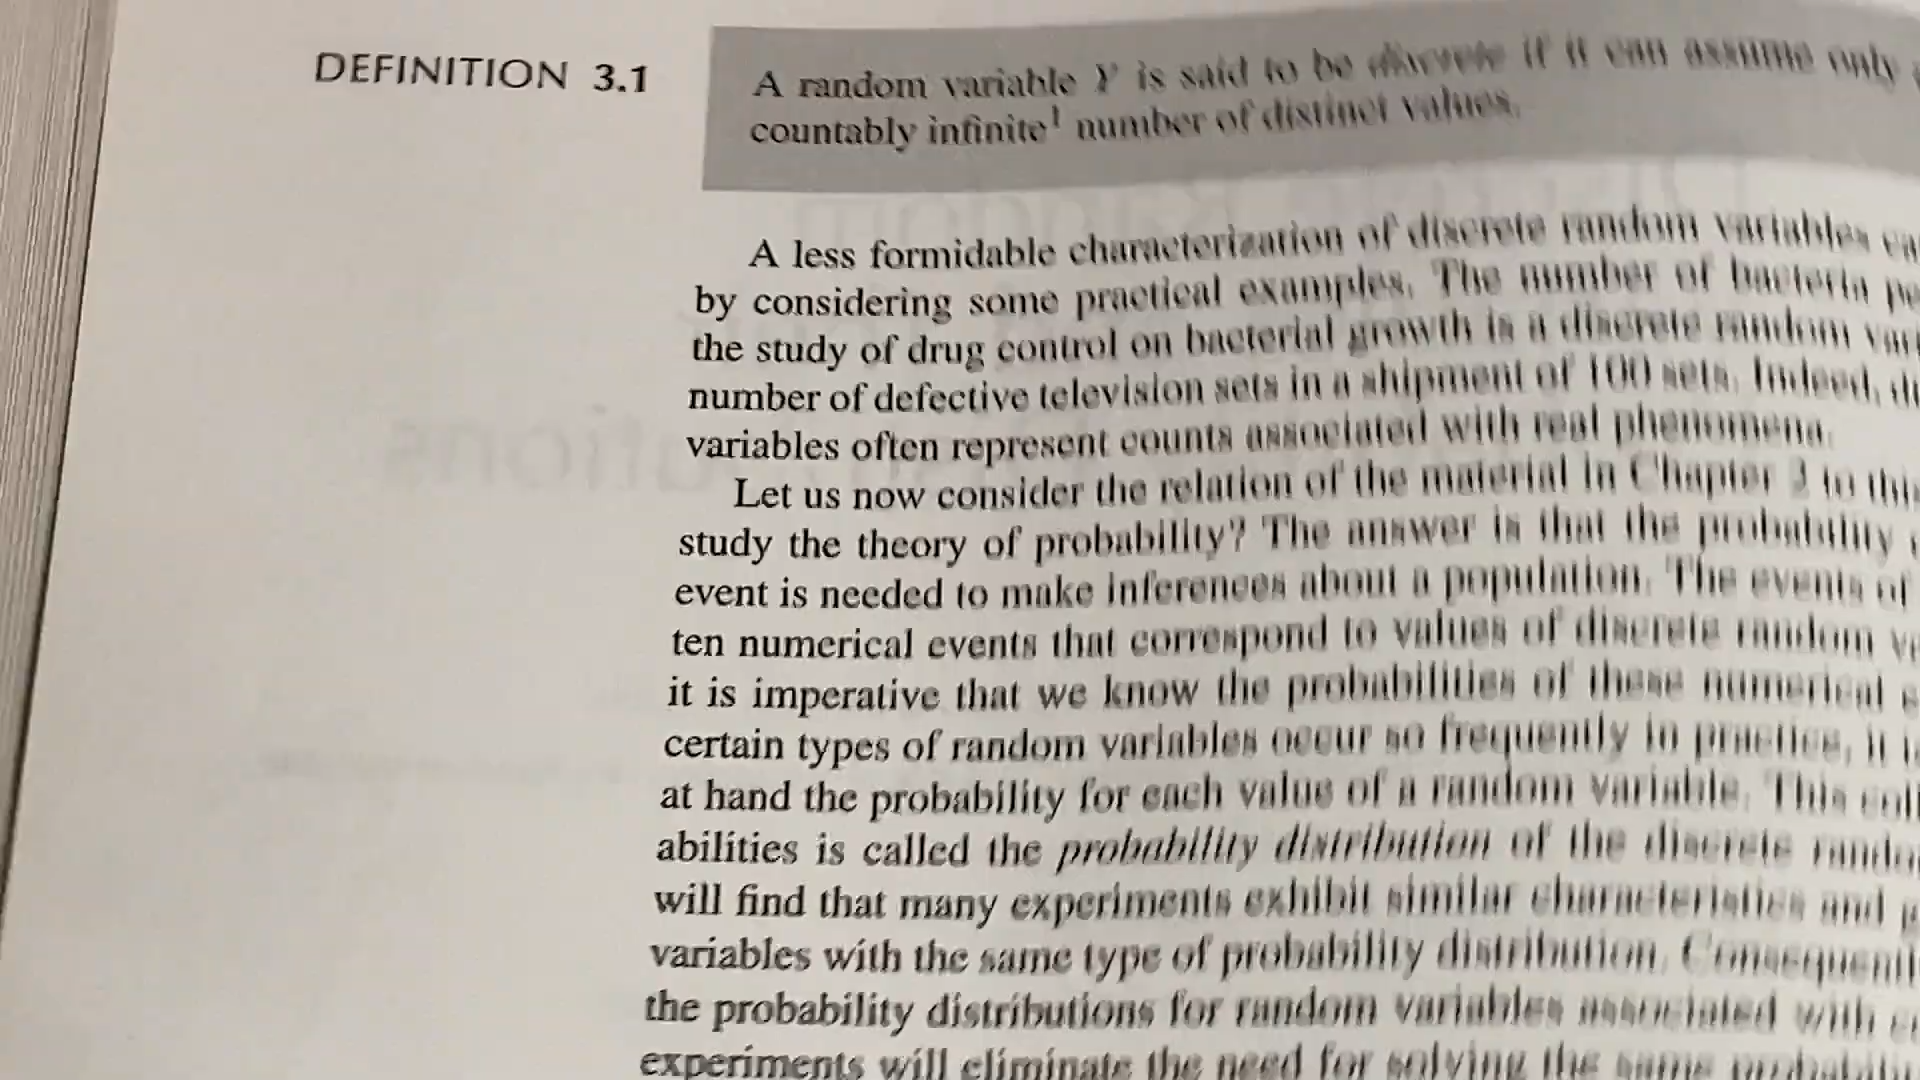 DEFINITION 3.1
A random variable Y is said to be discrete if it can assume only
countably infinite¹ number of distinct values.
A less formidable characterization of discrete random variables
by considering some practical examples. The number of bacteria
the study of drug control on bacterial growth is a discrete random
number of defective television sets in a shipment of 100 sets. Indeed,
variables often represent counts associated with real phenomena.
Let us now consider the relation of the material in Chapter 2 to this
study the theory of probability? The answer is that the probability
event is needed to make inferences about a population. The events of
ten numerical events that correspond to values of discrete random
it is imperative that we know the probabilities of these numerical
certain types of random variables occur so frequently in practice, it
at hand the probability for each value of a random variable. This
abilities is called the probability distribution of the discrete
will find that many experiments exhibit similar characteristics and
variables with the same type of probability distribution.
the probability distributions for random variables associated with
experiments will eliminate the need for solving the same